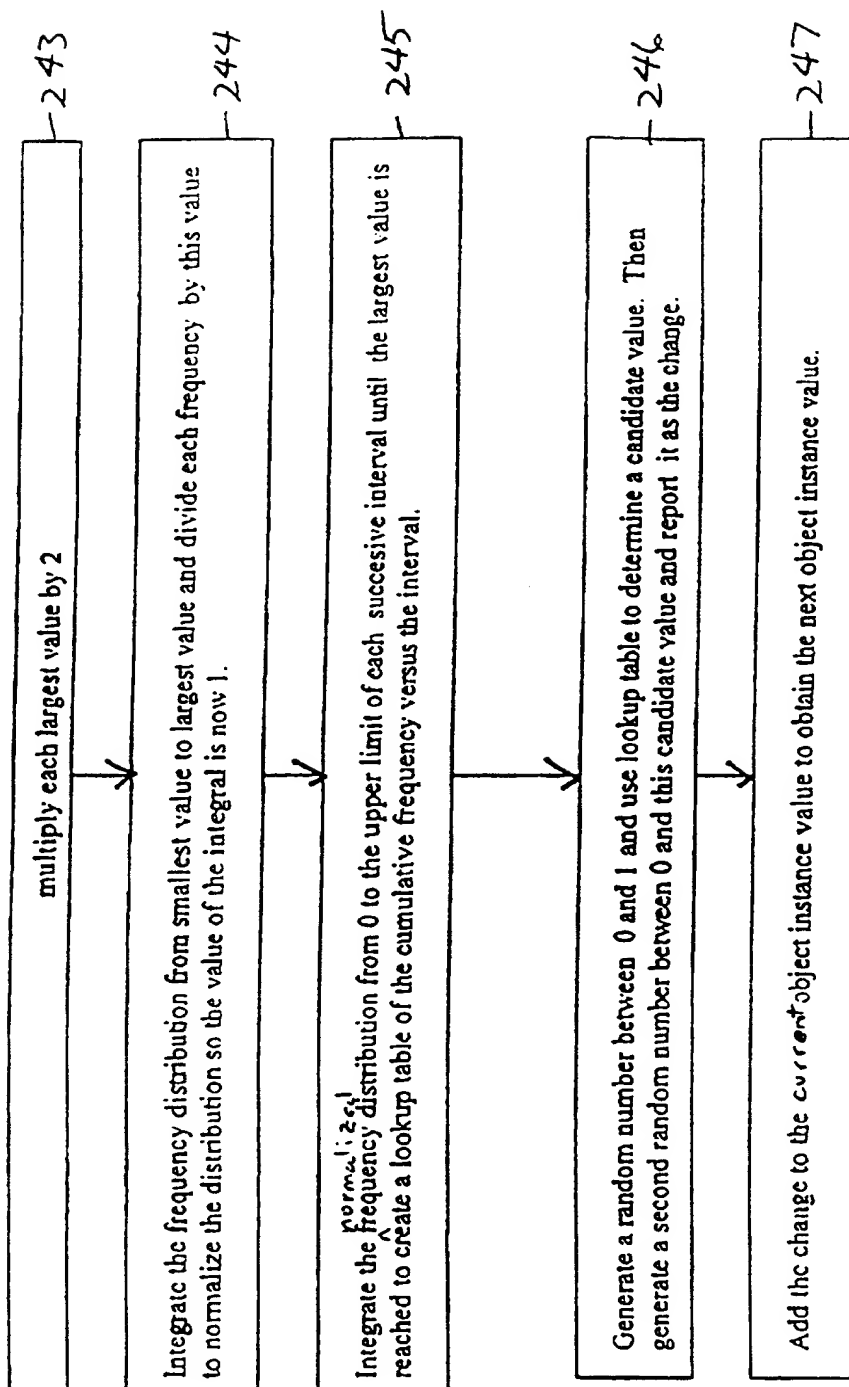 multiply each largest value by 2
243
Integrate the frequency distribution from smallest value to largest value and divide each frequency by this value
to normalize the distribution so the value of the integral is now 1.
244
normalized
Integrate the ^ frequency distribution from 0 to the upper limit of each succesive interval until the largest value is
reached to create a lookup table of the cumulative frequency versus the interval.
245
Generate a random number between 0 and 1 and use lookup table to determine a candidate value. Then
generate a second random number between 0 and this candidate value and report it as the change.
246
Add the change to the current object instance value to obtain the next object instance value.
247